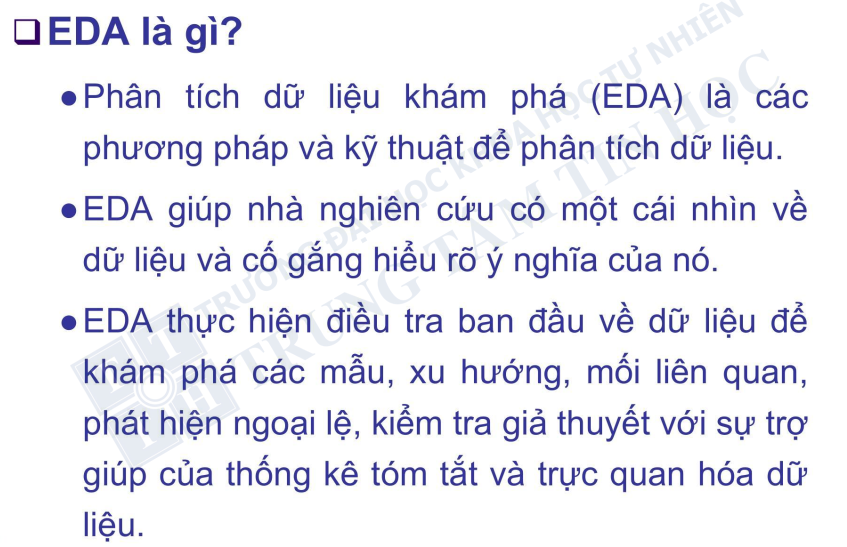 EDA là gì?
Phân tích dữ liệu khám phá (EDA) là các
phương pháp và kỹ thuật để phân tích dữ liệu.
EDA giúp nhà nghiên cứu có một cái nhìn về
dữ liệu và cố gắng hiểu rõ ý nghĩa của nó.
EDA thực hiện điều tra ban đầu về dữ liệu để
khám phá các mẫu, xu hướng, mối liên quan,
phát hiện ngoại lệ, kiểm tra giả thuyết với sự trợ
giúp của thống kê tóm tắt và trực quan hóa dữ
liệu.
TRƯỜNG ĐẠI HỌC KHOA HỌC TỰ NHIÊN
TRUNG TÂM TIN HỌC